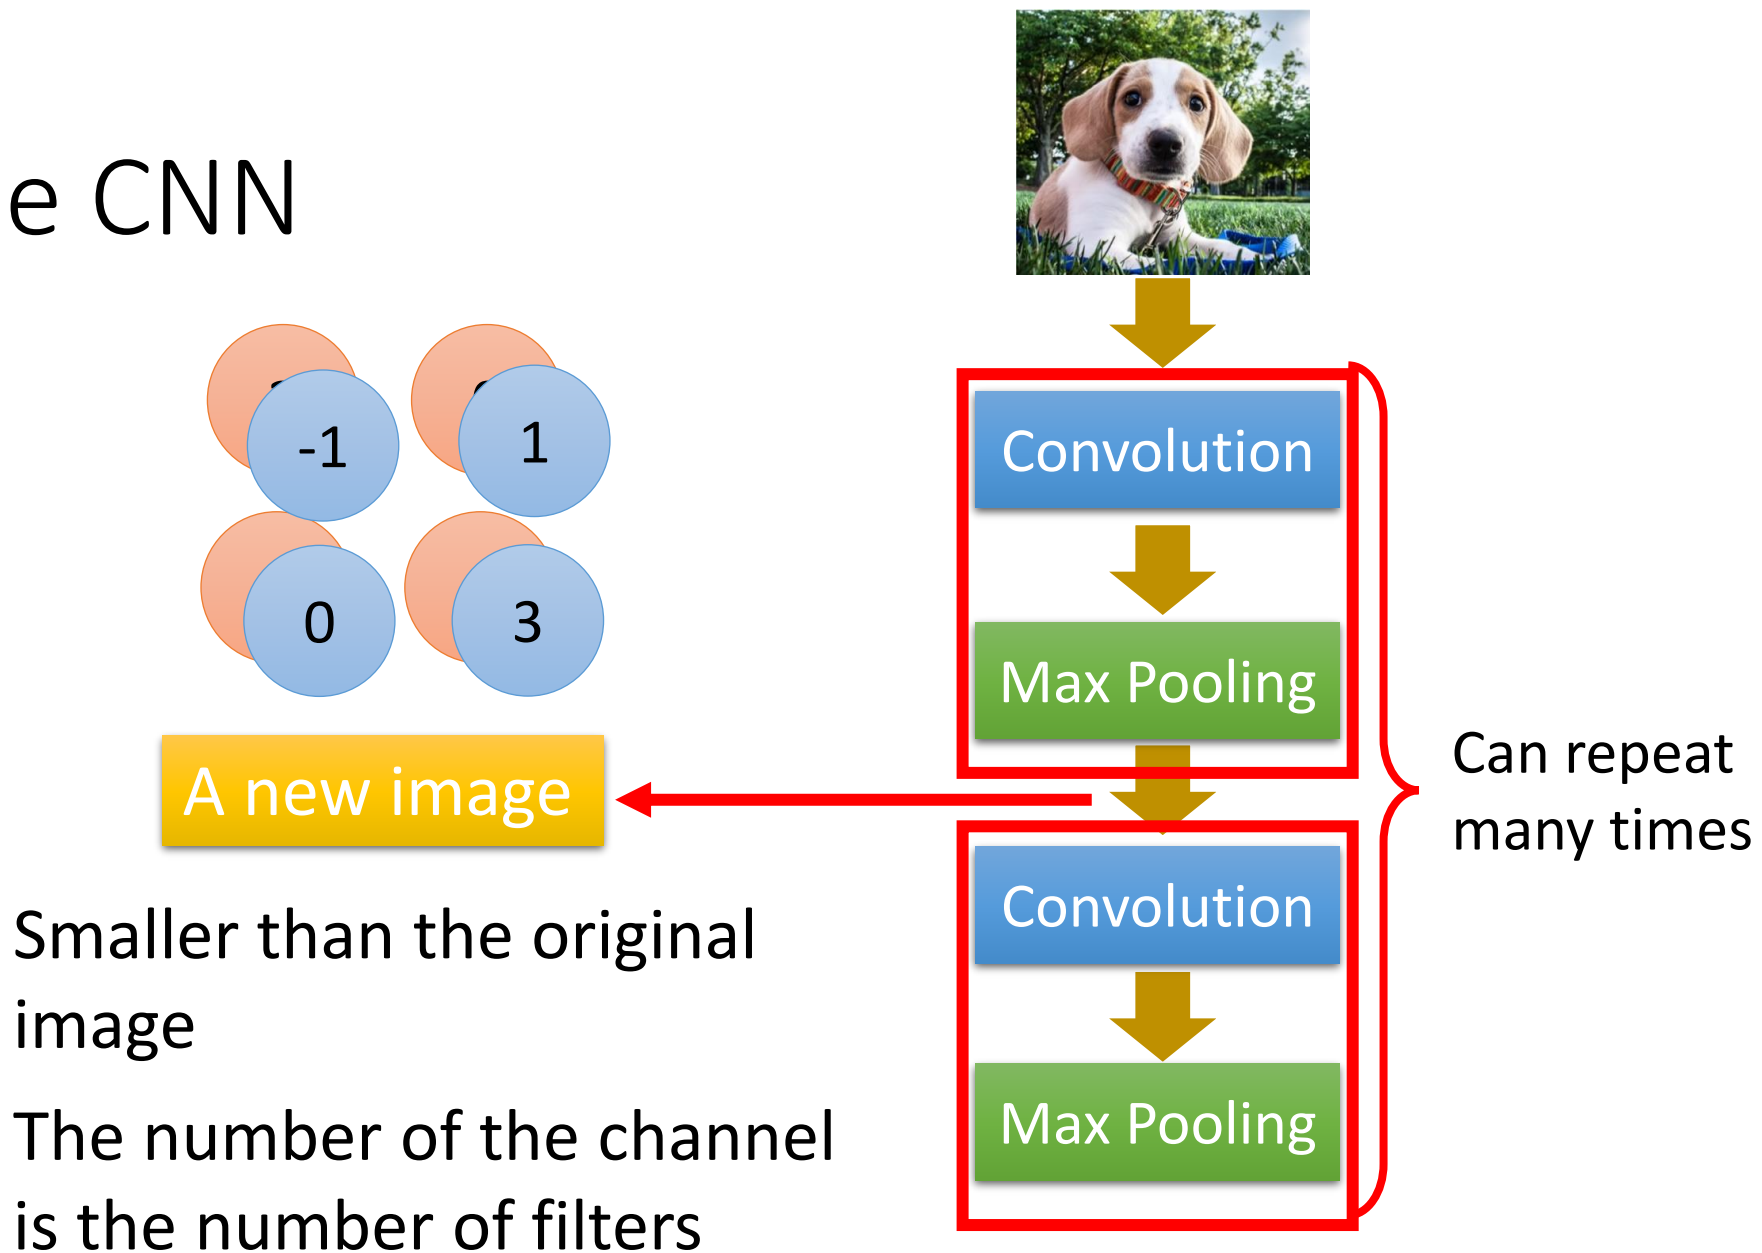 e CNN
-1
1
0
3
A new image
Smaller than the original
image
The number of the channel
is the number of filters
Convolution
Max Pooling
Convolution
Max Pooling
Can repeat
many times